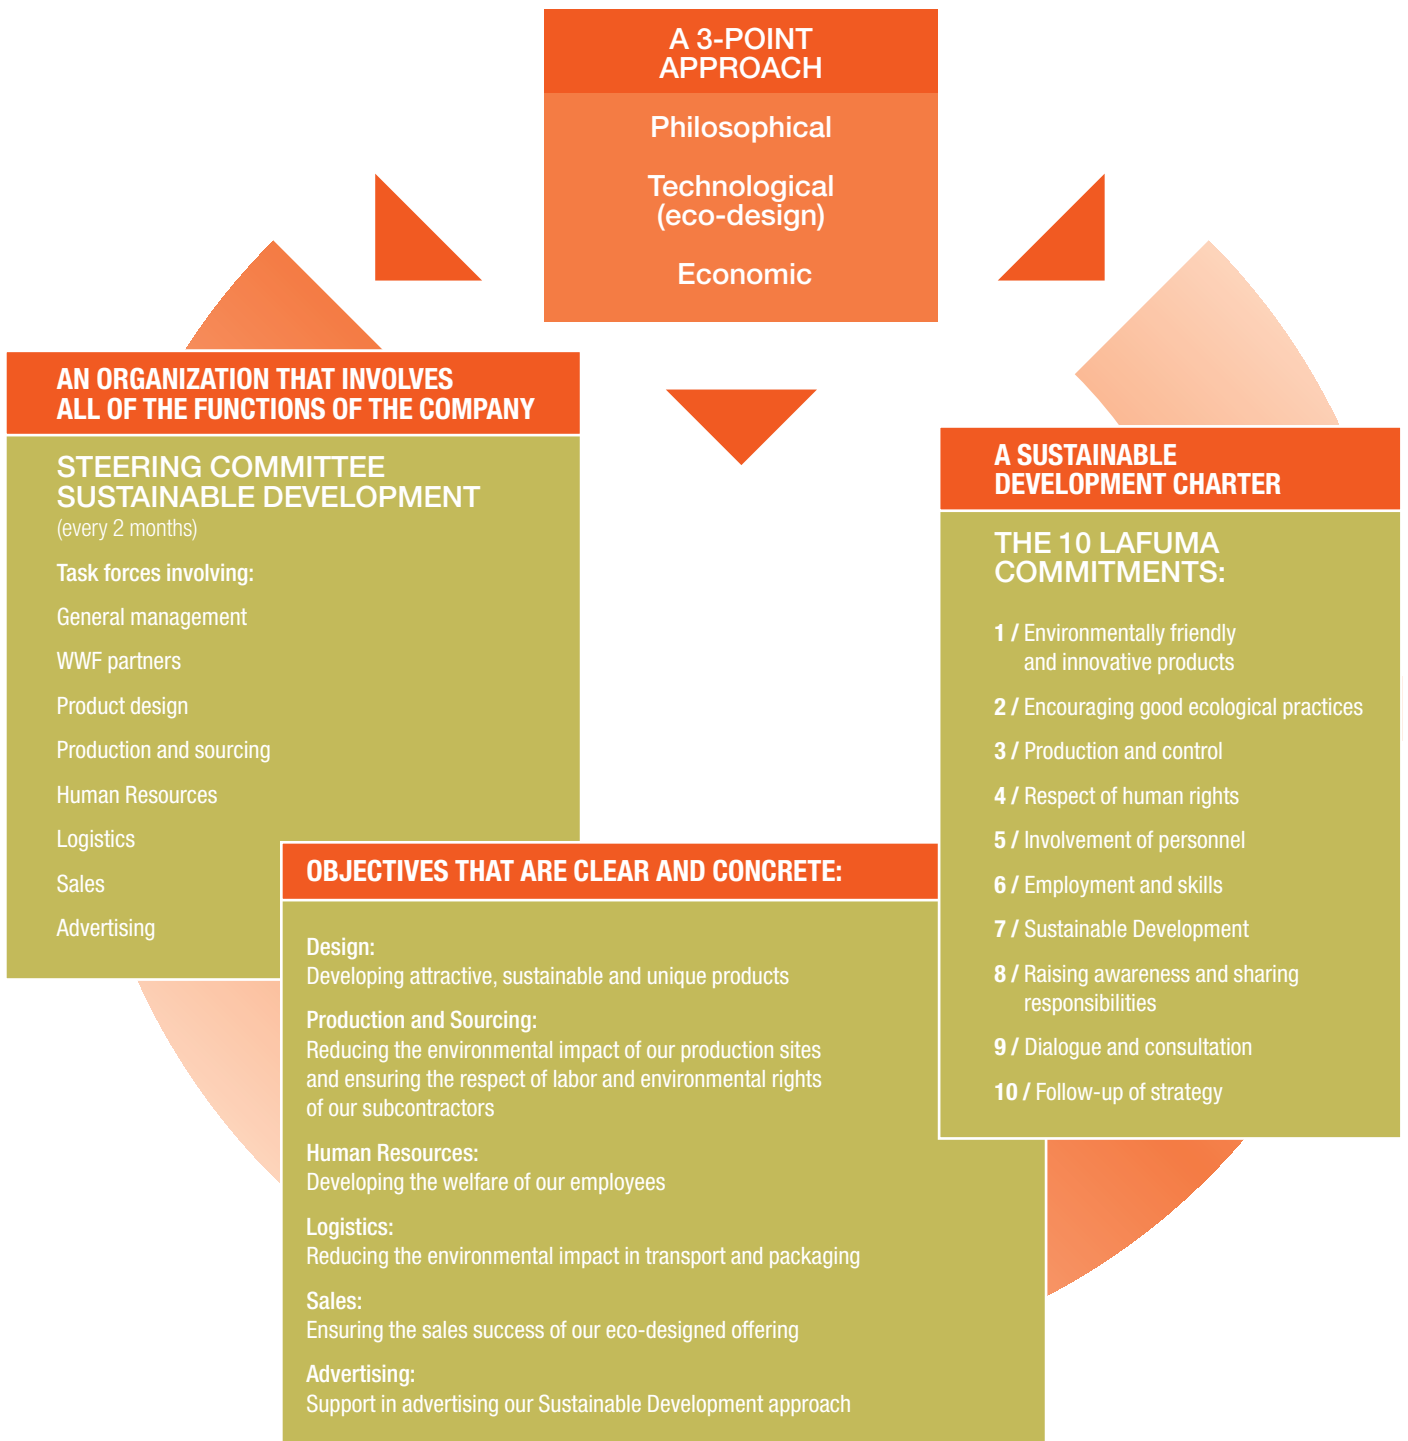 A 3-POINT
APPROACH
Philosophical
Technological
(eco-design)
Economic
AN ORGANIZATION THAT INVOLVES
ALL OF THE FUNCTIONS OF THE COMPANY
STEERING COMMITTEE
SUSTAINABLE DEVELOPMENT
(every 2 months)
Task forces involving:
General management
WWF partners
Product design
Production and sourcing
Human Resources
Logistics
Sales
Advertising
A SUSTAINABLE
DEVELOPMENT CHARTER
THE 10 LAFUMA
COMMITMENTS:
1 / Environmentally friendly
and innovative products
2 / Encouraging good ecological practices
3 / Production and control
4 / Respect of human rights
5 / Involvement of personnel
6 / Employment and skills
7 / Sustainable Development
8 / Raising awareness and sharing
responsibilities
9 / Dialogue and consultation
10 / Follow-up of strategy
OBJECTIVES THAT ARE CLEAR AND CONCRETE:
Design:
Developing attractive, sustainable and unique products
Production and Sourcing:
Reducing the environmental impact of our production sites
and ensuring the respect of labor and environmental rights
of our subcontractors
Human Resources:
Developing the welfare of our employees
Logistics:
Reducing the environmental impact in transport and packaging
Sales:
Ensuring the sales success of our eco-designed offering
Advertising:
Support in advertising our Sustainable Development approach